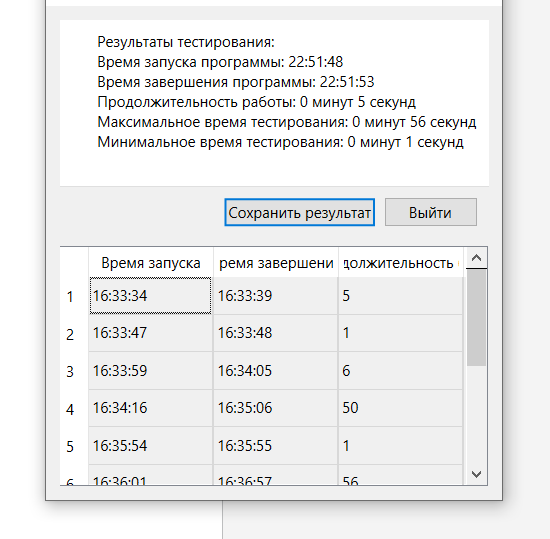 Результаты тестирования:
Время запуска программы: 22:51:48
Время завершения программы: 22:51:53
Продолжительность работы: 0 минут 5 секунд
Максимальное время тестирования: 0 минут 56 секунд
Минимальное время тестирования: 0 минут 1 секунд
Сохранить результат Выйти
Время запуска ремя завершени должительность
1 16:33:34 16:33:39 5
2 16:33:47 16:33:48 1
3 16:33:59 16:34:05 6
4 16:34:16 16:35:06 50
5 16:35:54 16:35:55 1
6 16:36:01 16:36:57 56